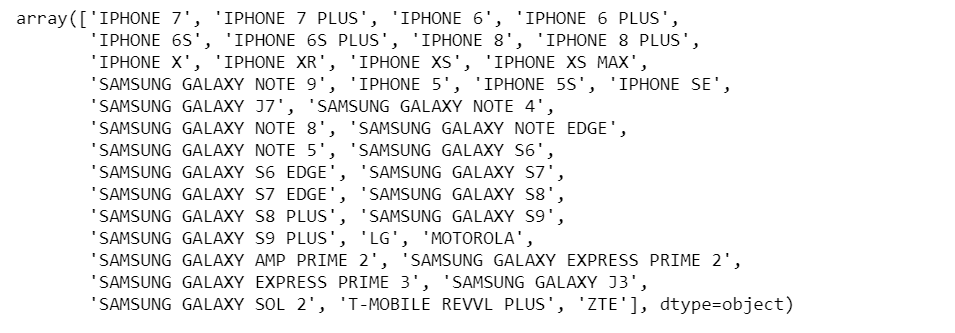 array(['IPHONE 7', 'IPHONE 7 PLUS', 'IPHONE 6', 'IPHONE 6 PLUS',
'IPHONE 6S', 'IPHONE 6S PLUS', 'IPHONE 8', 'IPHONE 8 PLUS',
'IPHONE X', 'IPHONE XR', 'IPHONE XS', 'IPHONE XS MAX',
'SAMSUNG GALAXY NOTE 9', 'IPHONE 5', 'IPHONE 5S', 'IPHONE SE',
'SAMSUNG GALAXY J7', 'SAMSUNG GALAXY NOTE 4',
'SAMSUNG GALAXY NOTE 8', 'SAMSUNG GALAXY NOTE EDGE',
'SAMSUNG GALAXY NOTE 5', 'SAMSUNG GALAXY S6',
'SAMSUNG GALAXY S6 EDGE', 'SAMSUNG GALAXY S7',
'SAMSUNG GALAXY S7 EDGE', 'SAMSUNG GALAXY S8',
'SAMSUNG GALAXY S8 PLUS', 'SAMSUNG GALAXY S9',
'SAMSUNG GALAXY S9 PLUS', 'LG', 'MOTOROLA',
'SAMSUNG GALAXY AMP PRIME 2', 'SAMSUNG GALAXY EXPRESS PRIME 2',
'SAMSUNG GALAXY EXPRESS PRIME 3', 'SAMSUNG GALAXY J3',
'SAMSUNG GALAXY SOL 2', 'T-MOBILE REVVL PLUS', 'ZTE'], dtype=object)